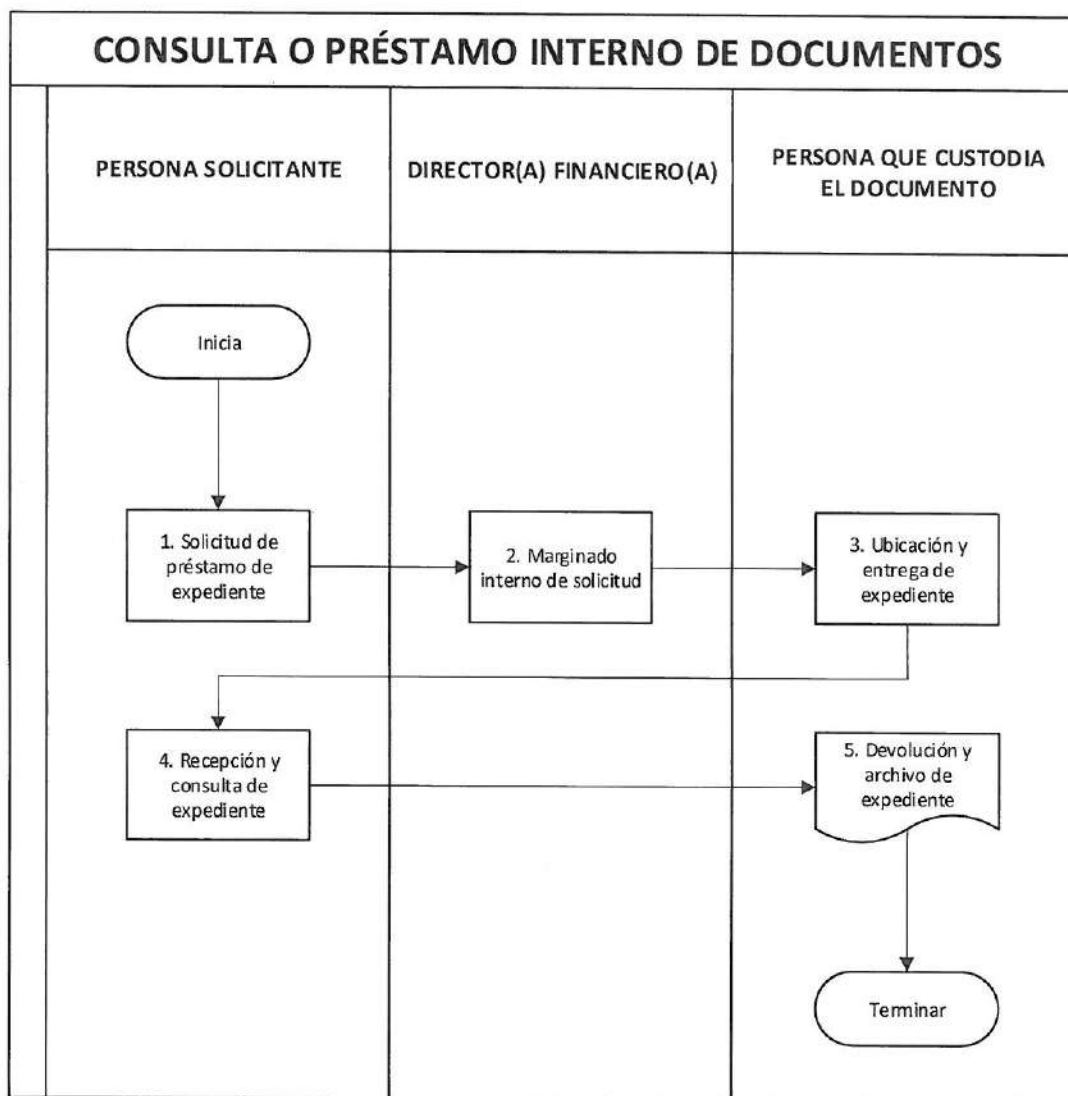 CONSULTA O PRÉSTAMO INTERNO DE DOCUMENTOS
PERSONA SOLICITANTE
DIRECTOR(A) FINANCIERO(A)
PERSONA QUE CUSTODIA
EL DOCUMENTO
Inicia
1. Solicitud de
préstamo de
expediente
2. Marginado
interno de solicitud
3. Ubicación y
entrega de
expediente
4. Recepción y
consulta de
expediente
5. Devolución y
archivo de
expediente
Terminar